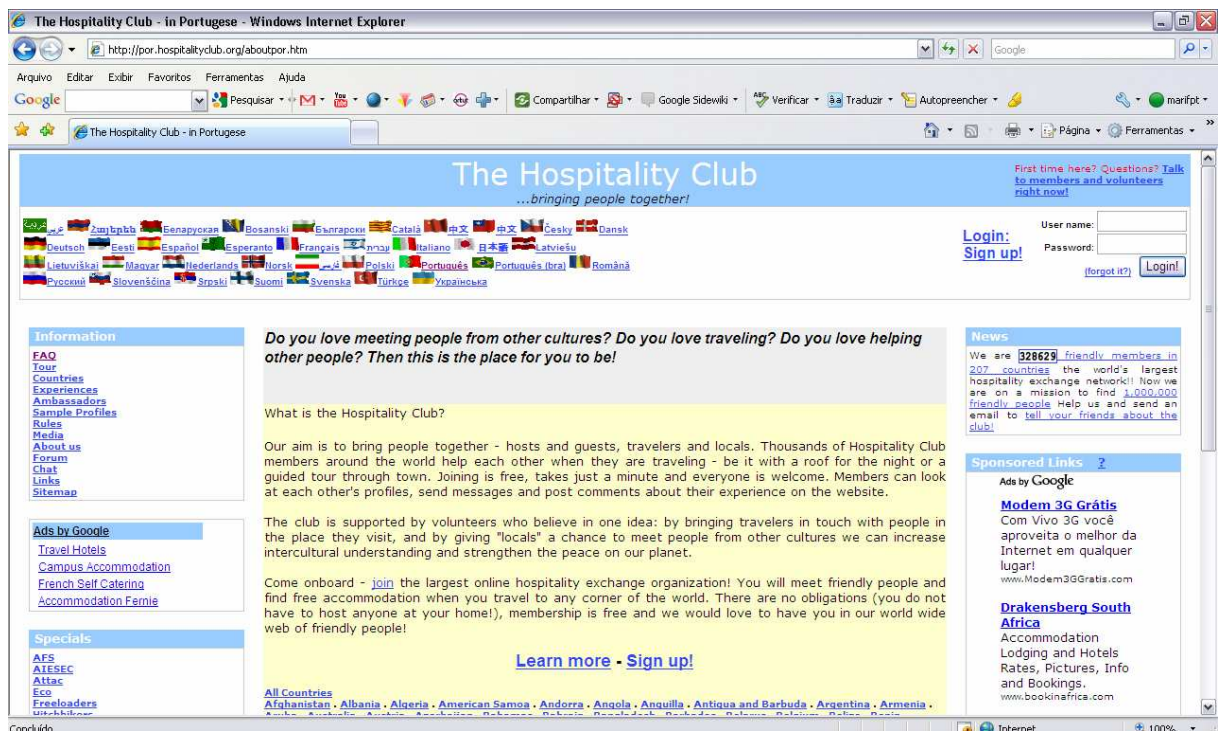 The Hospitality Club - in Portugese - Windows Internet Explorer
http://por.hospitalityclub.org/aboutpor.htm
Google
Arquivo Editar Exibir Favoritos Ferramentas Ajuda
Google Pesquisar Compartilhar Google Sidewiki Verificar Traduzir Autopreencher marifpt
The Hospitality Club - in Portugese Página Ferramentas
The Hospitality Club
...bringing people together!
First time here? Questions? Talk
to members and volunteers
right now!
عربي Հայերեն Беларуская Bosanski Български Català 中文 中文 Česky Dansk
Deutsch Eesti Español Esperanto Français עברית Italiano 日本語 Latviešu
Lietuviškai Magyar Nederlands Norsk فارسی Polski Português Português (bra) Română
Русский Slovenščina Srpski Suomi Svenska Türkçe Українська
Login:
Sign up!
User name:
Password:
(forgot it?) Login!
Information
FAQ
Tour
Countries
Experiences
Ambassadors
Sample Profiles
Rules
Media
About us
Forum
Chat
Links
Sitemap
Ads by Google
Travel Hotels
Campus Accommodation
French Self Catering
Accommodation Fernie
Specials
AFS
AIESEC
Attac
Eco
Freeloaders
Hitchhikers
Do you love meeting people from other cultures? Do you love traveling? Do you love helping
other people? Then this is the place for you to be!
What is the Hospitality Club?
Our aim is to bring people together - hosts and guests, travelers and locals. Thousands of Hospitality Club
members around the world help each other when they are traveling - be it with a roof for the night or a
guided tour through town. Joining is free, takes just a minute and everyone is welcome. Members can look
at each other's profiles, send messages and post comments about their experience on the website.
The club is supported by volunteers who believe in one idea: by bringing travelers in touch with people in
the place they visit, and by giving "locals" a chance to meet people from other cultures we can increase
intercultural understanding and strengthen the peace on our planet.
Come onboard - join the largest online hospitality exchange organization! You will meet friendly people and
find free accommodation when you travel to any corner of the world. There are no obligations (you do not
have to host anyone at your home!), membership is free and we would love to have you in our world wide
web of friendly people!
Learn more - Sign up!
All Countries
Afghanistan . Albania . Algeria . American Samoa . Andorra . Angola . Anguilla . Antigua and Barbuda . Argentina . Armenia .
News
We are 328629 friendly members in
207 countries the world's largest
hospitality exchange network!! Now we
are on a mission to find 1,000,000
friendly people Help us and send an
email to tell your friends about the
club!
Sponsored Links ?
Ads by Google
Modem 3G Grátis
Com Vivo 3G você
aproveita o melhor da
Internet em qualquer
lugar!
www.Modem3GGratis.com
Drakensberg South
Africa
Accommodation
Lodging and Hotels
Rates, Pictures, Info
and Bookings.
www.bookinafrica.com
Concluído Internet 100%